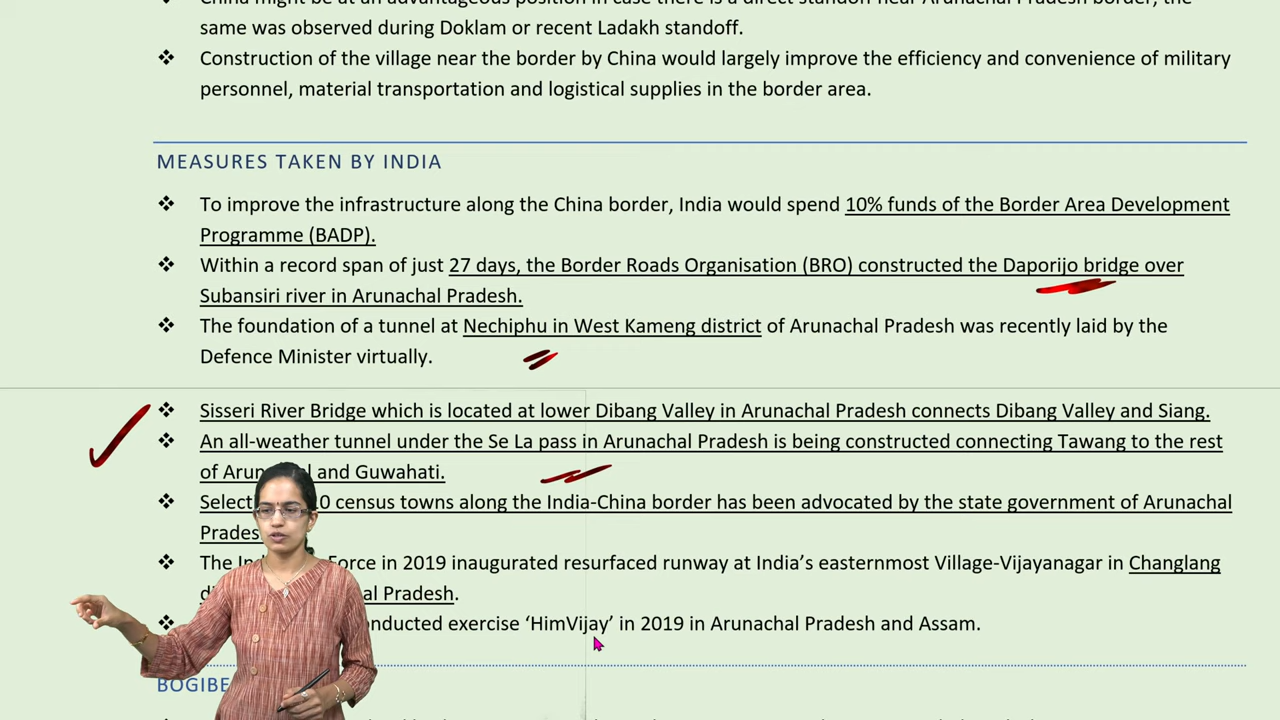 China might be at an advantageous position in case there is a direct standoff near Arunachal Pradesh border, the
same was observed during Doklam or recent Ladakh standoff.
❖ Construction of the village near the border by China would largely improve the efficiency and convenience of military
personnel, material transportation and logistical supplies in the border area.
MEASURES TAKEN BY INDIA
❖ To improve the infrastructure along the China border, India would spend 10% funds of the Border Area Development
Programme (BADP).
❖ Within a record span of just 27 days, the Border Roads Organisation (BRO) constructed the Daporijo bridge over
Subansiri river in Arunachal Pradesh.
❖ The foundation of a tunnel at Nechiphu in West Kameng district of Arunachal Pradesh was recently laid by the
Defence Minister virtually.
❖ Sisseri River Bridge which is located at lower Dibang Valley in Arunachal Pradesh connects Dibang Valley and Siang.
❖ An all-weather tunnel under the Se La pass in Arunachal Pradesh is being constructed connecting Tawang to the rest
of and Guwahati.
❖ census towns along the India-China border has been advocated by the state government of Arunachal
❖ The Force in 2019 inaugurated resurfaced runway at India's easternmost Village-Vijayanagar in Changlang
Pradesh.
conducted exercise 'HimVijay' in 2019 in Arunachal Pradesh and Assam.